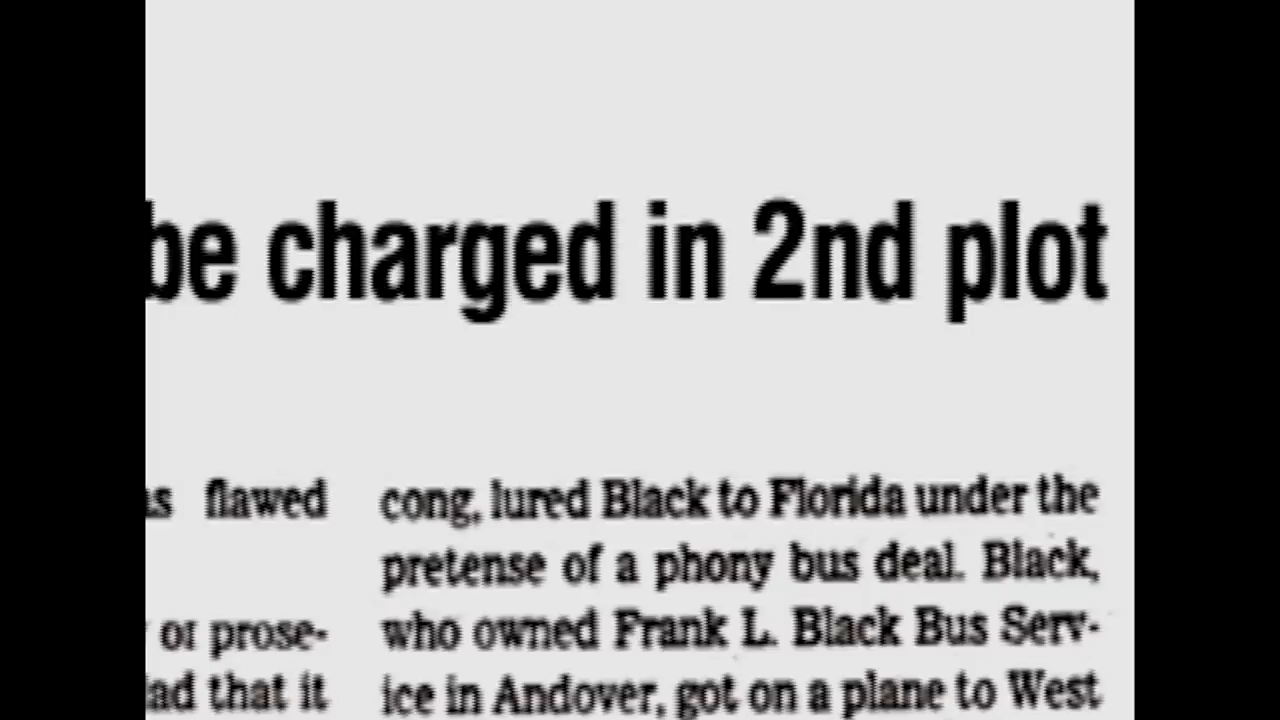 be charged in 2nd plot
flawed
or prose-
that it
cong, lured Black to Florida under the
pretense of a phony bus deal. Black,
who owned Frank L. Black Bus Serv-
ice in Andover, got on a plane to West